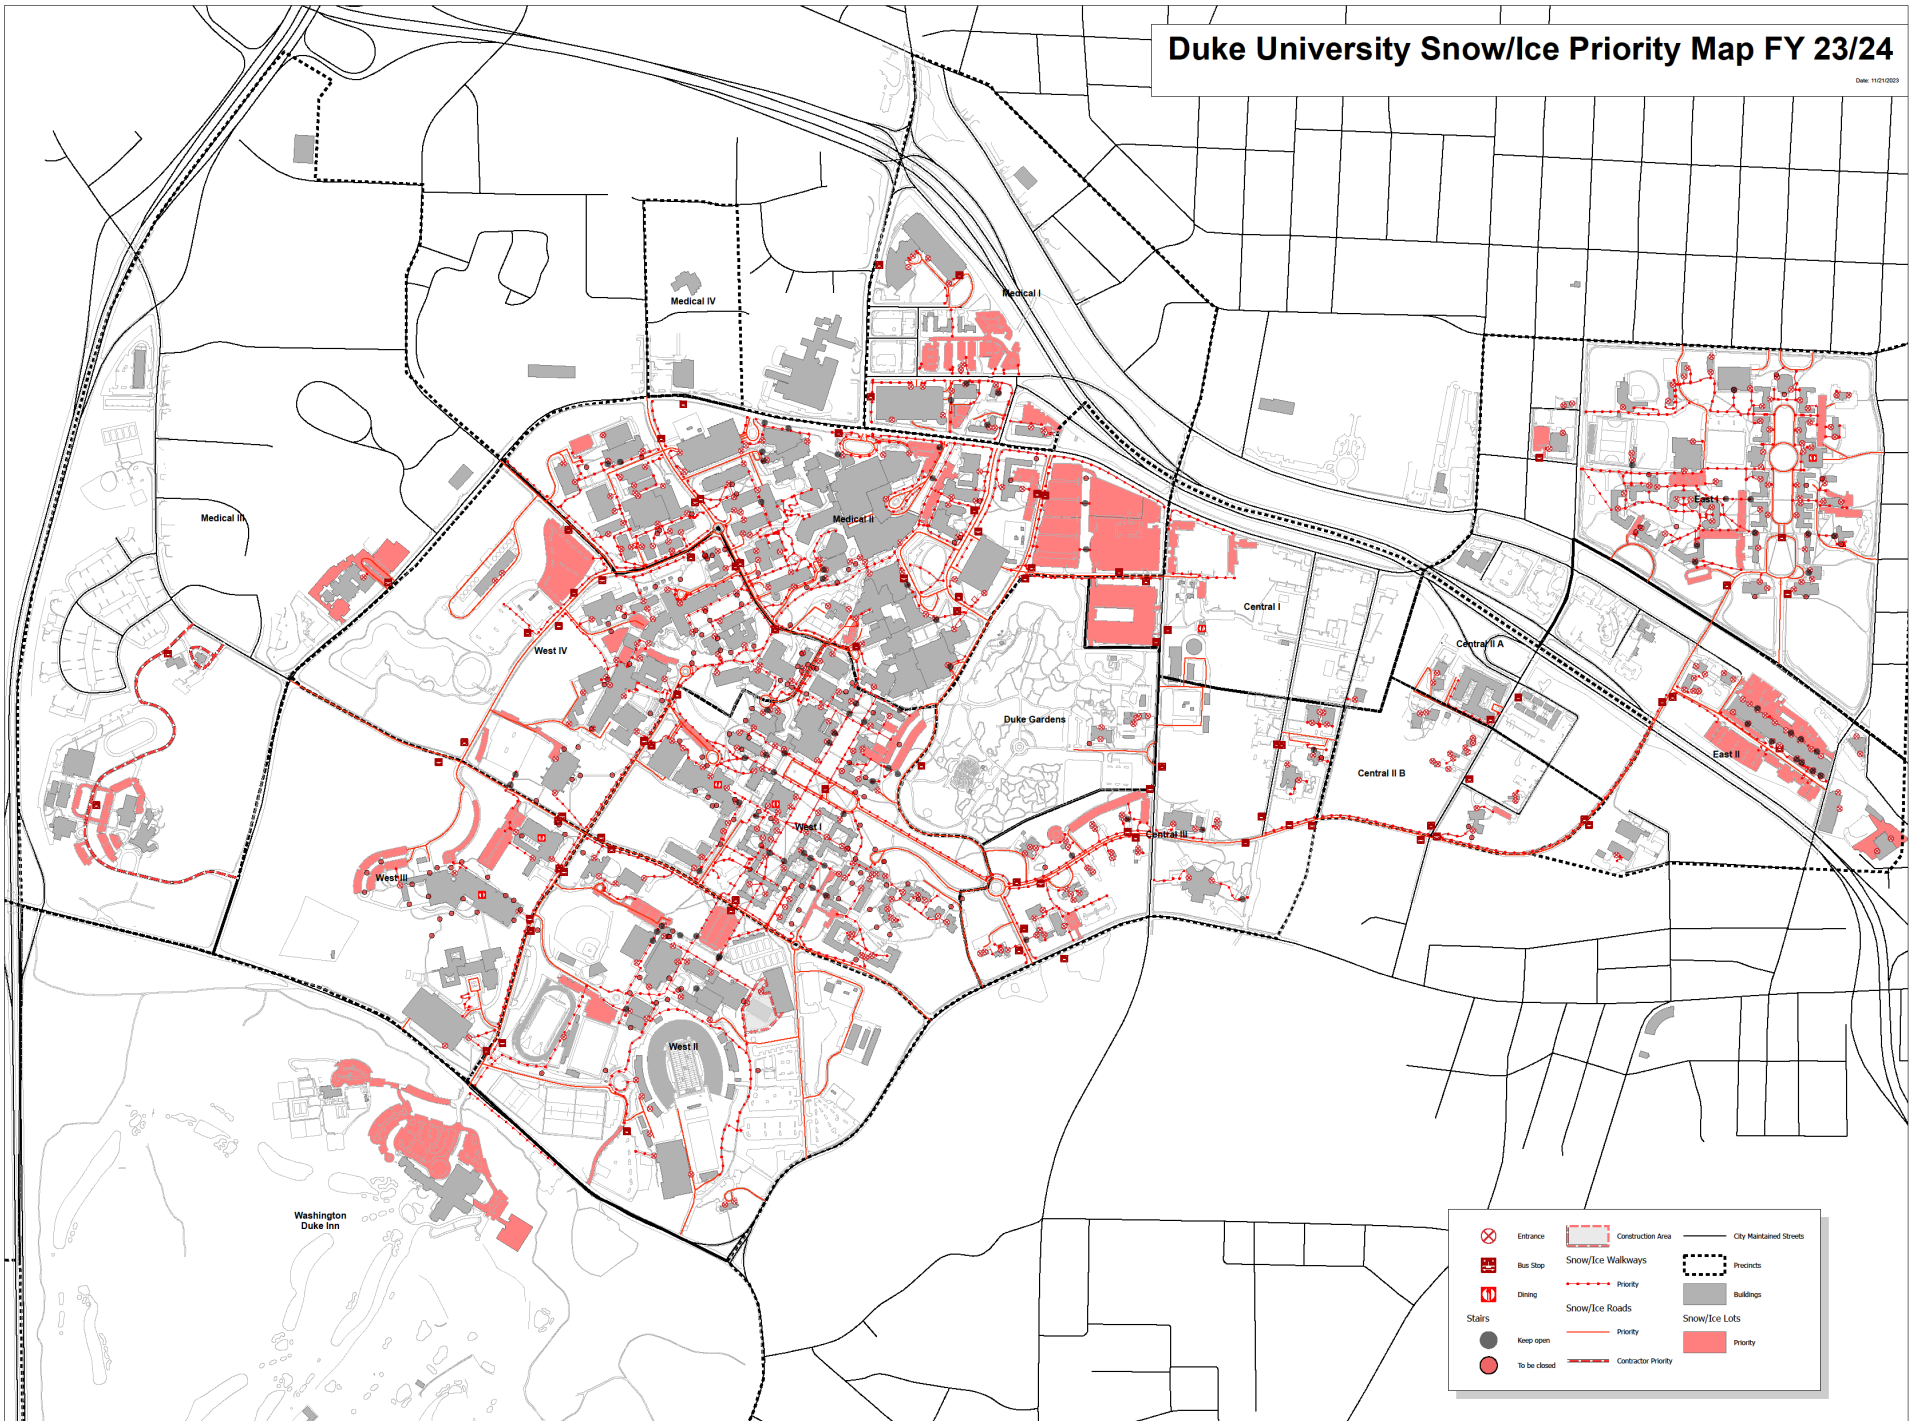 Duke University Snow/Ice Priority Map FY 23/24
Date: 11/21/2023
Medical I
Medical IV
Medical III
Medical II
East I
Central I
Central II A
West IV
Duke Gardens
East II
Central II B
West I
Central III
West III
West II
Washington
Duke Inn
Entrance
Bus Stop
Dining
Stairs
Keep open
To be closed
Construction Area
Snow/Ice Walkways
Priority
Snow/Ice Roads
Priority
Contractor Priority
City Maintained Streets
Precincts
Buildings
Snow/Ice Lots
Priority